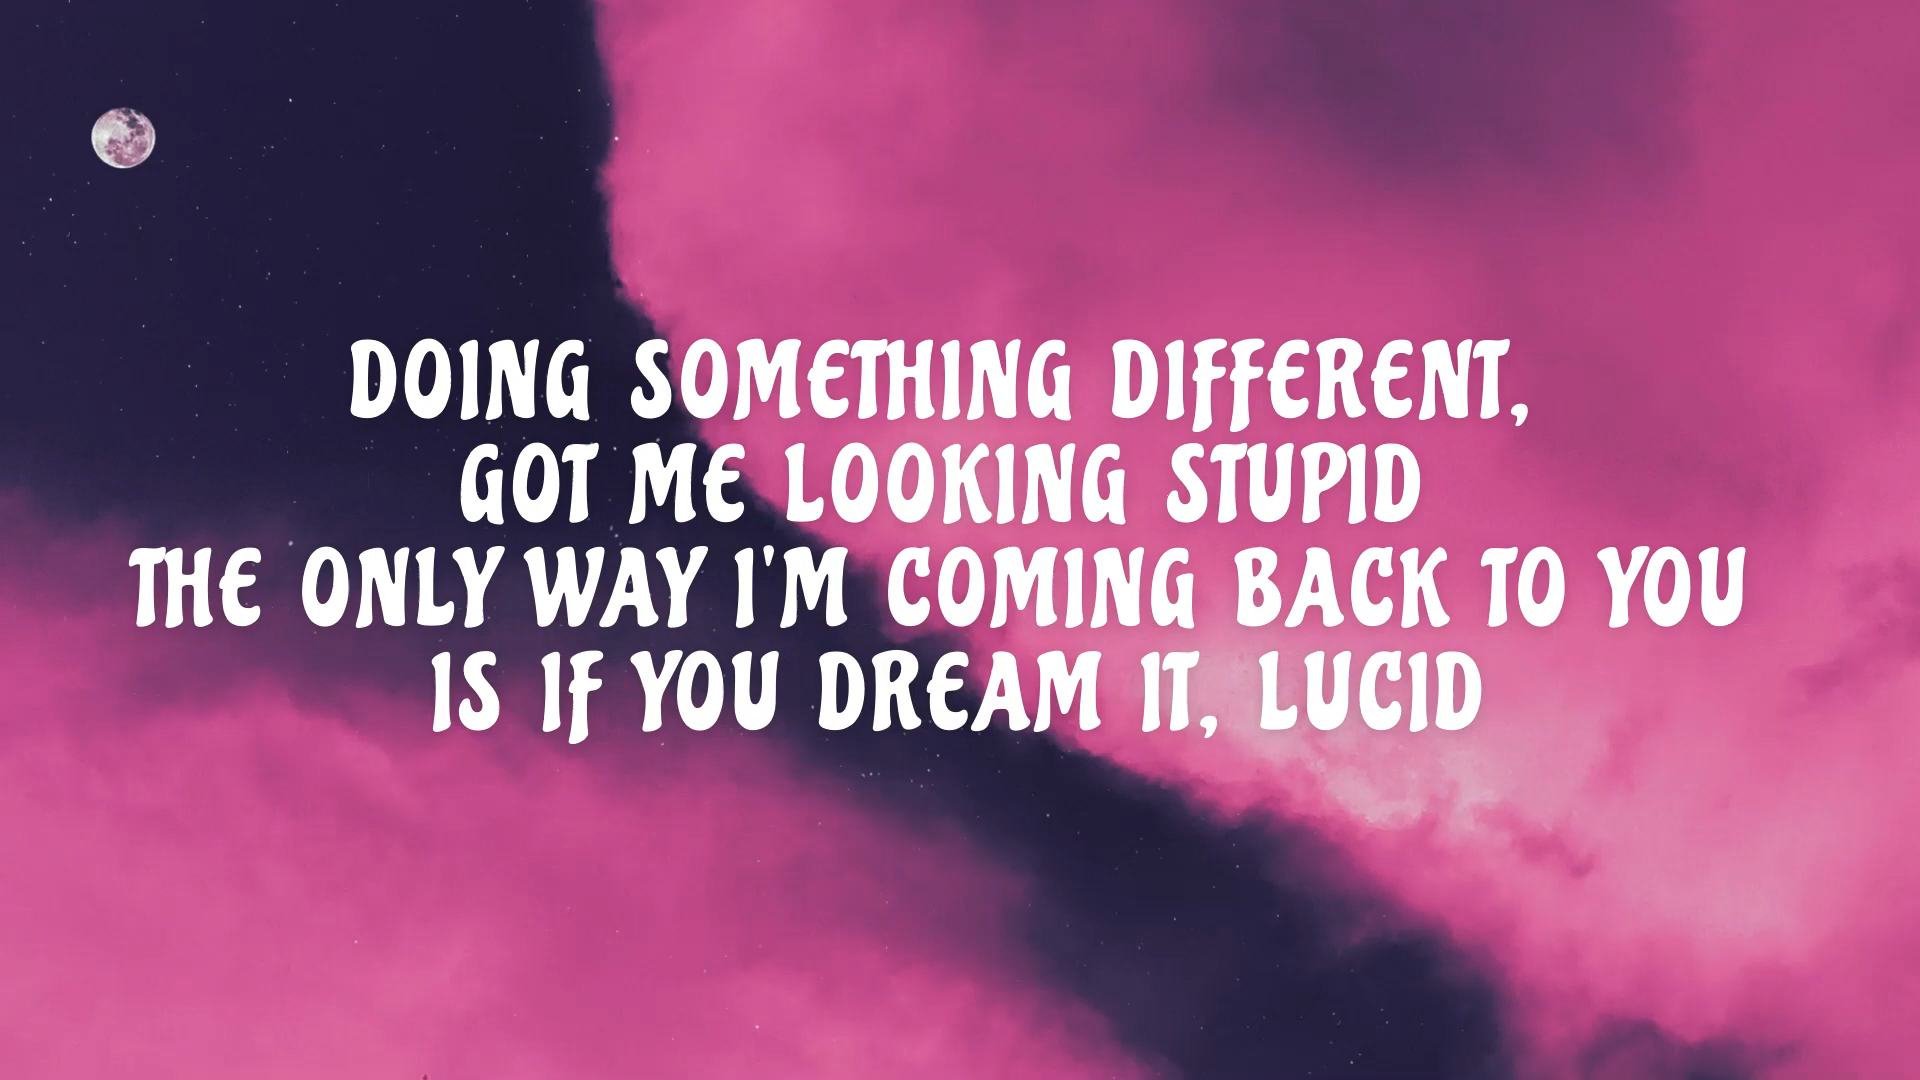 DOING SOMETHING DIFFERENT,
GOT ME LOOKING STUPID
THE ONLY WAY I'M COMING BACK TO YOU
IS IF YOU DREAM IT, LUCID